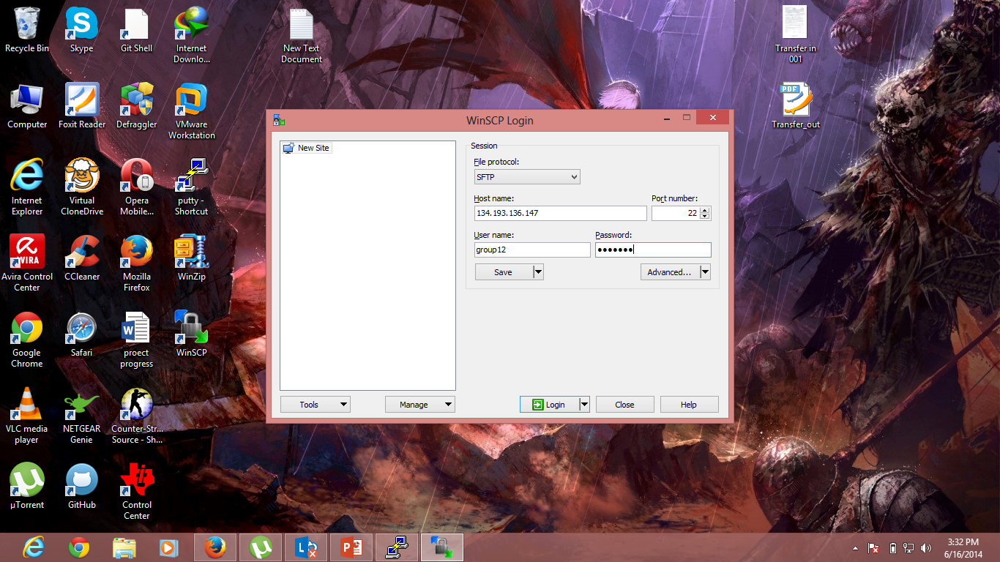 Recycle Bin
Skype
Git Shell
Internet
Downlo...
New Text
Document
Transfer in
001
Computer
Foxit Reader
Defraggler
VMware
Workstation
PDF
Transfer_out
Internet
Explorer
Virtual
CloneDrive
Opera
Mobile...
putty -
Shortcut
AVIRA
Avira Control
Center
CCleaner
Mozilla
Firefox
WinZip
Google
Chrome
Safari
proect
progress
WinSCP
VLC media
player
NETGEAR
Genie
Counter-Str...
Source - Sh...
µTorrent
GitHub
Control
Center
WinSCP Login
New Site
Session
File protocol:
SFTP
Host name:
Port number:
134.193.136.147
22
User name:
Password:
group12
●●●●●●●
Save
Advanced...
Tools
Manage
Login
Close
Help
3:32 PM
6/16/2014